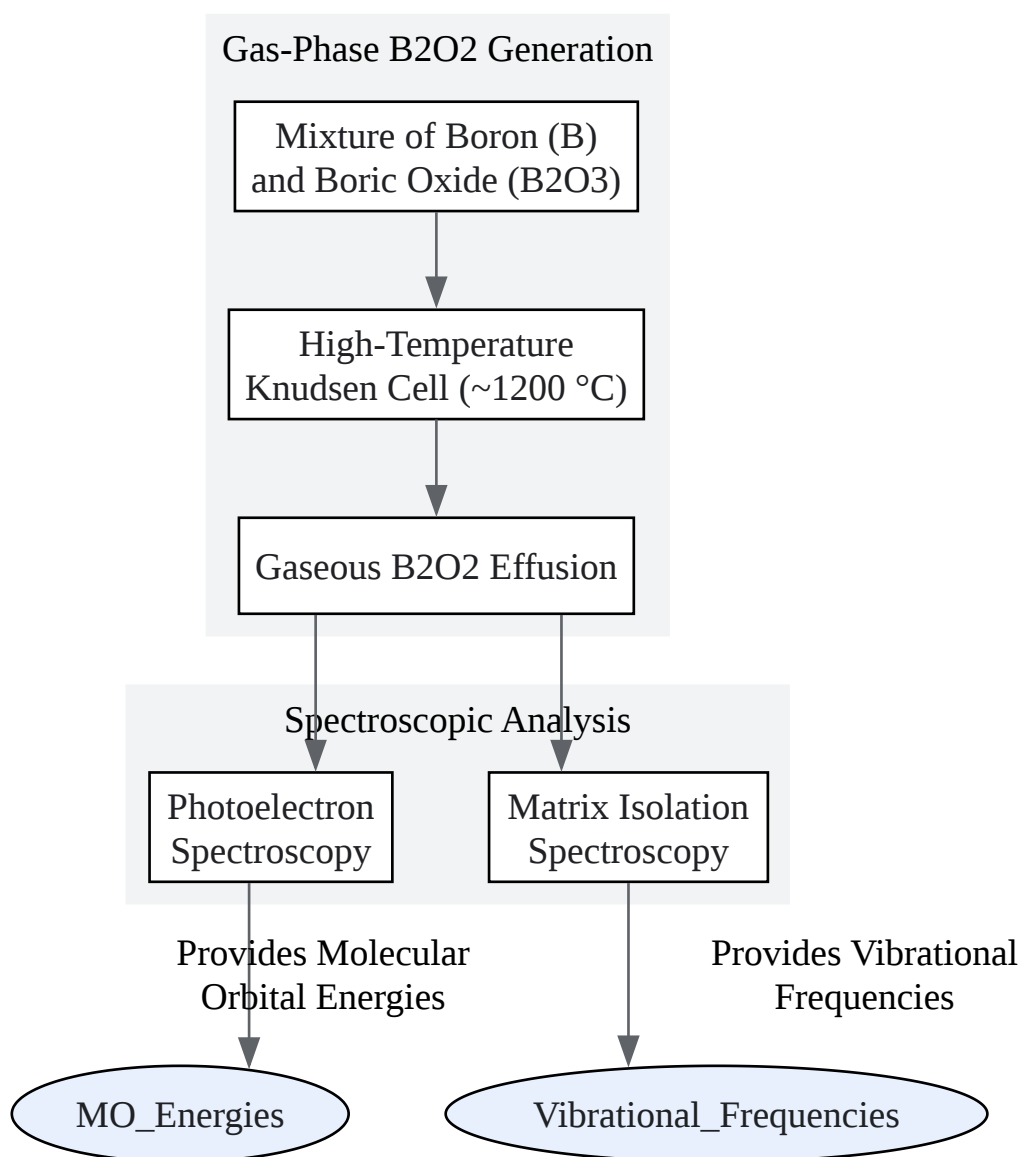 Gas-Phase B2O2 Generation
Mixture of Boron (B)
and Boric Oxide (B2O3)
High-Temperature
Knudsen Cell (~1200 °C)
Gaseous B2O2 Effusion
Spectroscopic Analysis
Photoelectron
Spectroscopy
Matrix Isolation
Spectroscopy
Provides Molecular
Orbital Energies
Provides Vibrational
Frequencies
MO_Energies
Vibrational_Frequencies